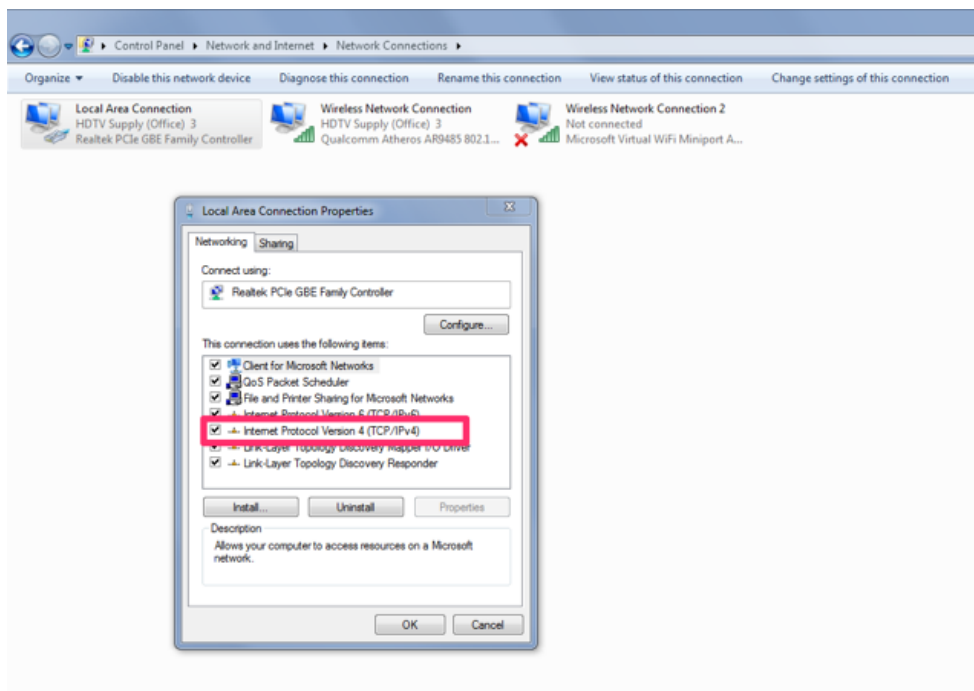 Control Panel ▸ Network and Internet ▸ Network Connections ▸
Organize ▾ Disable this network device Diagnose this connection Rename this connection View status of this connection Change settings of this connection
Local Area Connection
HDTV Supply (Office) 3
Realtek PCIe GBE Family Controller
Wireless Network Connection
HDTV Supply (Office) 3
Qualcomm Atheros AR9485 802.1...
Wireless Network Connection 2
Not connected
Microsoft Virtual WiFi Miniport A...
Local Area Connection Properties
Networking Sharing
Connect using:
Realtek PCIe GBE Family Controller
Configure...
This connection uses the following items:
Client for Microsoft Networks
QoS Packet Scheduler
File and Printer Sharing for Microsoft Networks
Internet Protocol Version 6 (TCP/IPv6)
Internet Protocol Version 4 (TCP/IPv4)
Link-Layer Topology Discovery Mapper I/O Driver
Link-Layer Topology Discovery Responder
Install... Uninstall Properties
Description
Allows your computer to access resources on a Microsoft
network.
OK Cancel